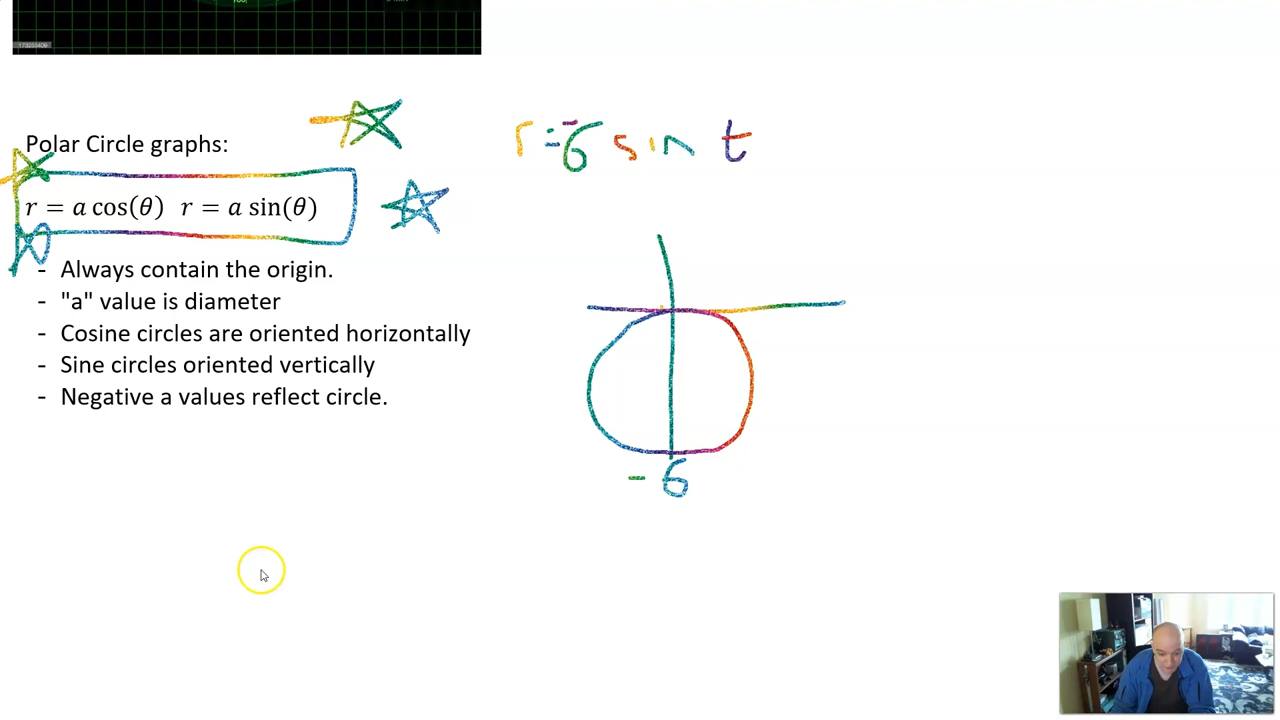 173259409
Polar Circle graphs:
r = a cos(θ) r = a sin(θ)
- Always contain the origin.
- "a" value is diameter
- Cosine circles are oriented horizontally
- Sine circles oriented vertically
- Negative a values reflect circle.
r=-6 sin t
-6